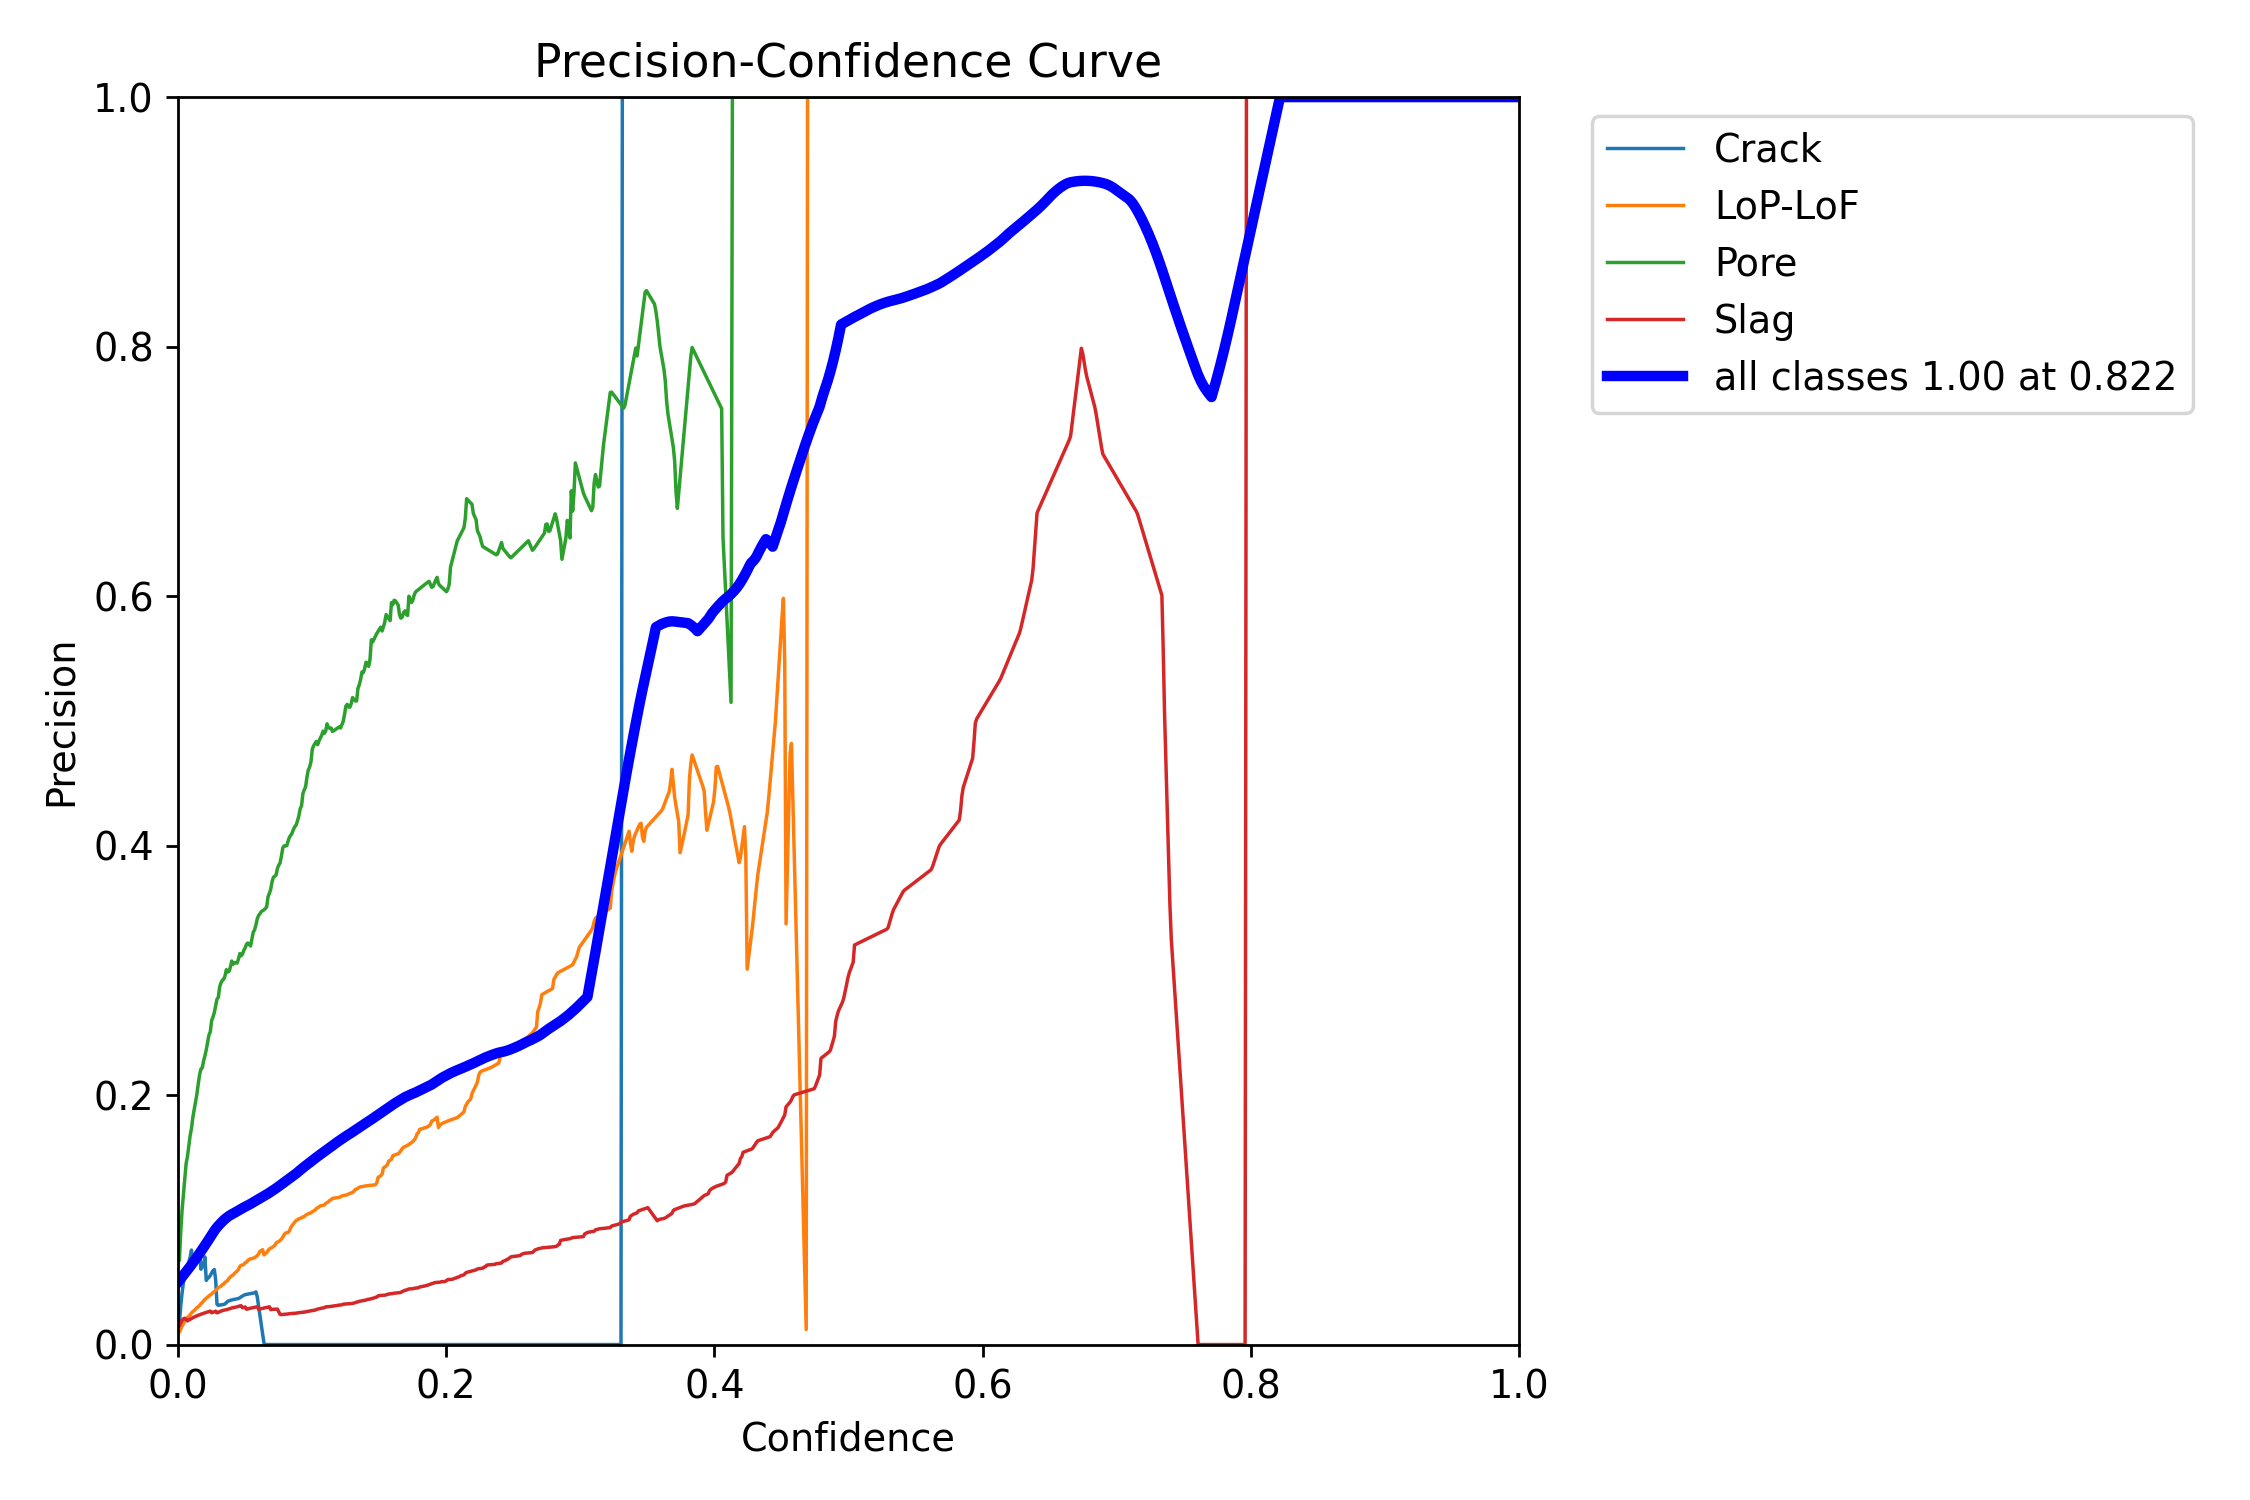 Precision-Confidence Curve
1.0
0.8
0.6
0.4
0.2
0.0
Precision
0.0 0.2 0.4 0.6 0.8 1.0
Confidence
Crack
LoP-LoF
Pore
Slag
all classes 1.00 at 0.822